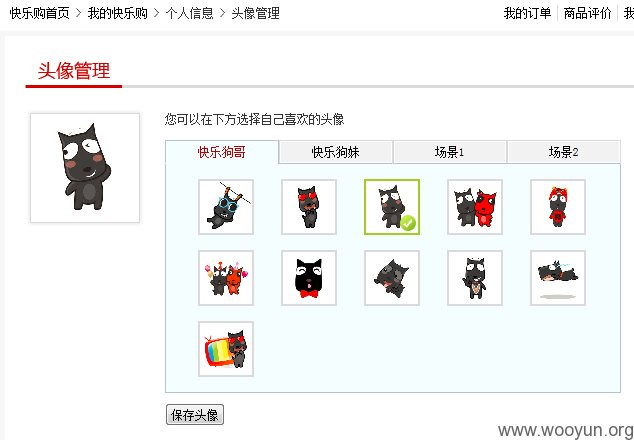 快乐购首页 > 我的快乐购 > 个人信息 > 头像管理
我的订单 商品评价
头像管理
您可以在下方选择自己喜欢的头像
快乐狗哥 快乐狗妹 场景1 场景2
保存头像
www.wooyun.org